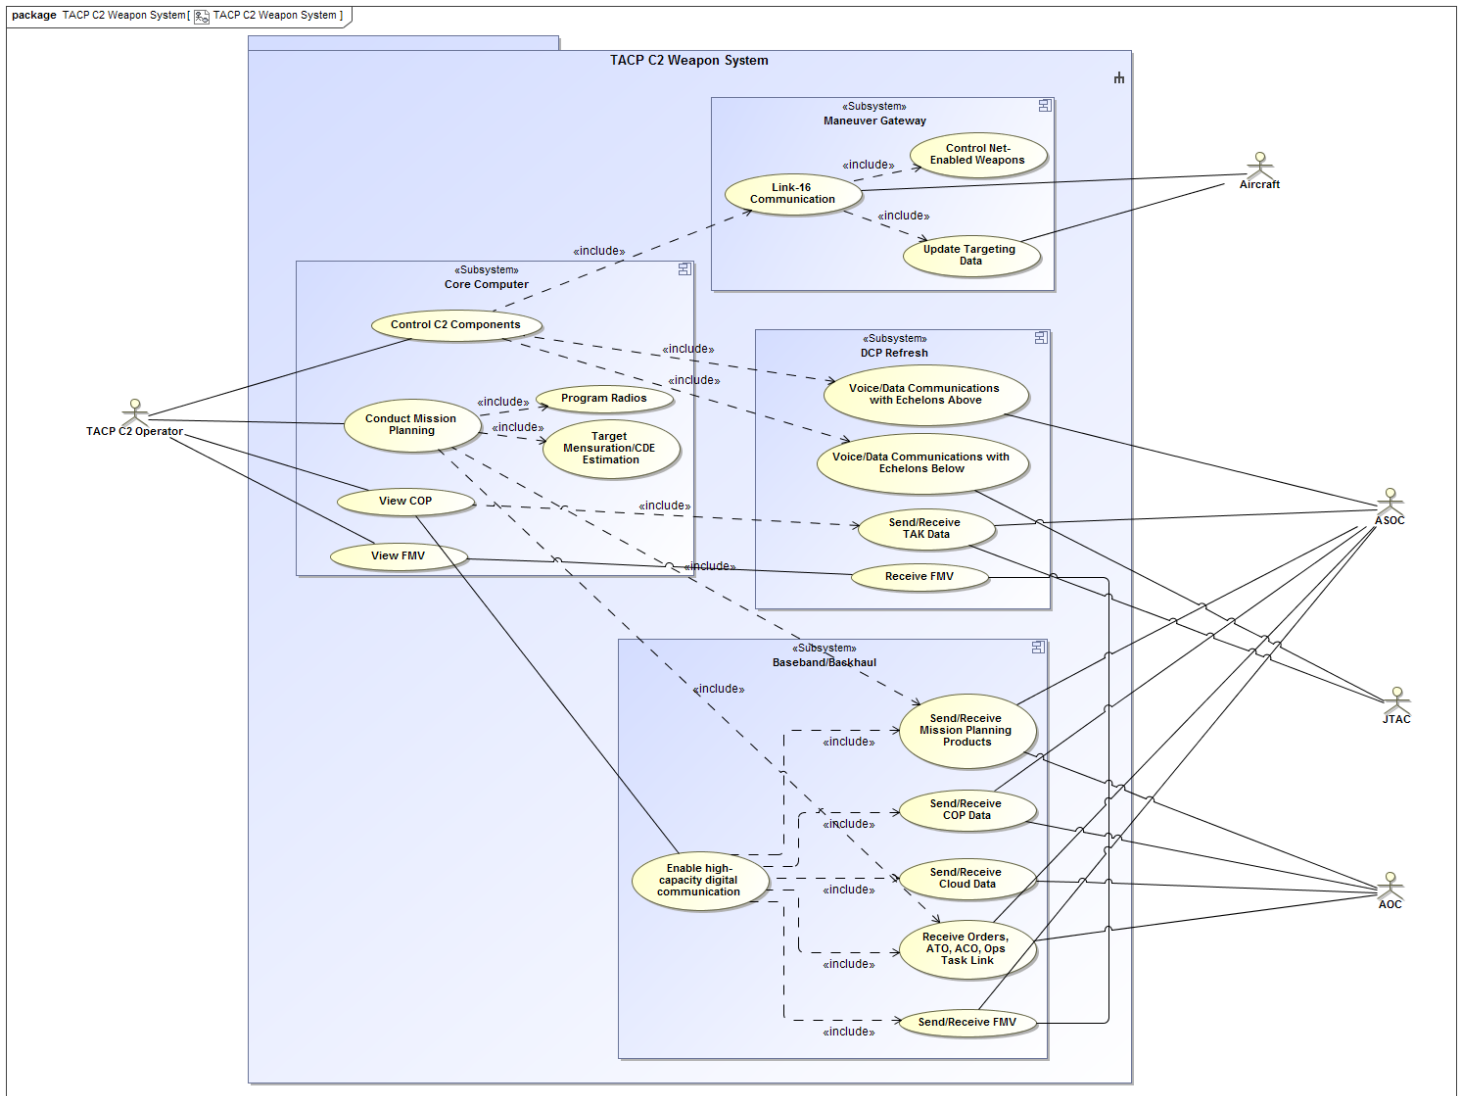 package TACP C2 Weapon System[ TACP C2 Weapon System ]
TACP C2 Weapon System
«Subsystem»
Maneuver Gateway
Control Net-
Enabled Weapons
«include»
Link-16
Communication
«include»
Update Targeting
Data
Aircraft
«include»
«Subsystem»
Core Computer
Control C2 Components
«include»
«include»
Conduct Mission
Planning
«include»
Program Radios
«include»
Target
Mensuration/CDE
Estimation
TACP C2 Operator
View COP
«include»
View FMV
«include»
«Subsystem»
DCP Refresh
Voice/Data Communications
with Echelons Above
Voice/Data Communications with
Echelons Below
Send/Receive
TAK Data
Receive FMV
ASOC
JTAC
«Subsystem»
Baseband/Backhaul
«include»
Send/Receive
Mission Planning
Products
«include»
Send/Receive
COP Data
«include»
Enable high-
capacity digital
communication
Send/Receive
Cloud Data
«include»
Receive Orders,
ATO, ACO, Ops
Task Link
«include»
Send/Receive FMV
«include»
AOC